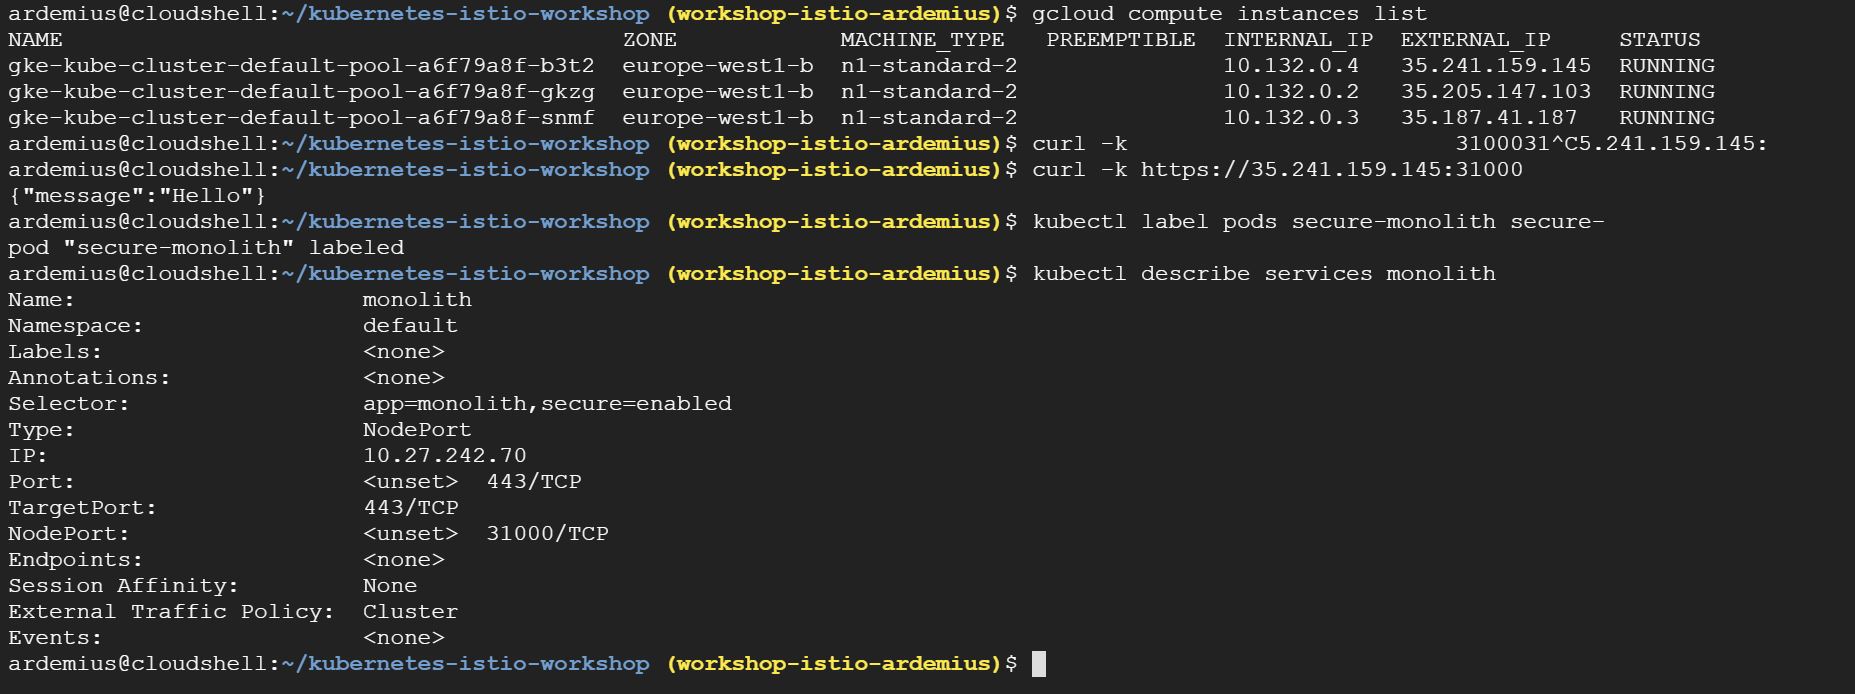 ardemius@cloudshell:~/kubernetes-istio-workshop (workshop-istio-ardemius)$ gcloud compute instances list
NAME                                         ZONE            MACHINE_TYPE   PREEMPTIBLE  INTERNAL_IP  EXTERNAL_IP     STATUS
gke-kube-cluster-default-pool-a6f79a8f-b3t2  europe-west1-b  n1-standard-2               10.132.0.4   35.241.159.145  RUNNING
gke-kube-cluster-default-pool-a6f79a8f-gkzg  europe-west1-b  n1-standard-2               10.132.0.2   35.205.147.103  RUNNING
gke-kube-cluster-default-pool-a6f79a8f-snmf  europe-west1-b  n1-standard-2               10.132.0.3   35.187.41.187   RUNNING
ardemius@cloudshell:~/kubernetes-istio-workshop (workshop-istio-ardemius)$ curl -k                        3100031^C5.241.159.145:
ardemius@cloudshell:~/kubernetes-istio-workshop (workshop-istio-ardemius)$ curl -k https://35.241.159.145:31000
{"message":"Hello"}
ardemius@cloudshell:~/kubernetes-istio-workshop (workshop-istio-ardemius)$ kubectl label pods secure-monolith secure-
pod "secure-monolith" labeled
ardemius@cloudshell:~/kubernetes-istio-workshop (workshop-istio-ardemius)$ kubectl describe services monolith
Name:                     monolith
Namespace:                default
Labels:                   <none>
Annotations:              <none>
Selector:                 app=monolith,secure=enabled
Type:                     NodePort
IP:                       10.27.242.70
Port:                     <unset>  443/TCP
TargetPort:               443/TCP
NodePort:                 <unset>  31000/TCP
Endpoints:                <none>
Session Affinity:         None
External Traffic Policy:  Cluster
Events:                   <none>
ardemius@cloudshell:~/kubernetes-istio-workshop (workshop-istio-ardemius)$